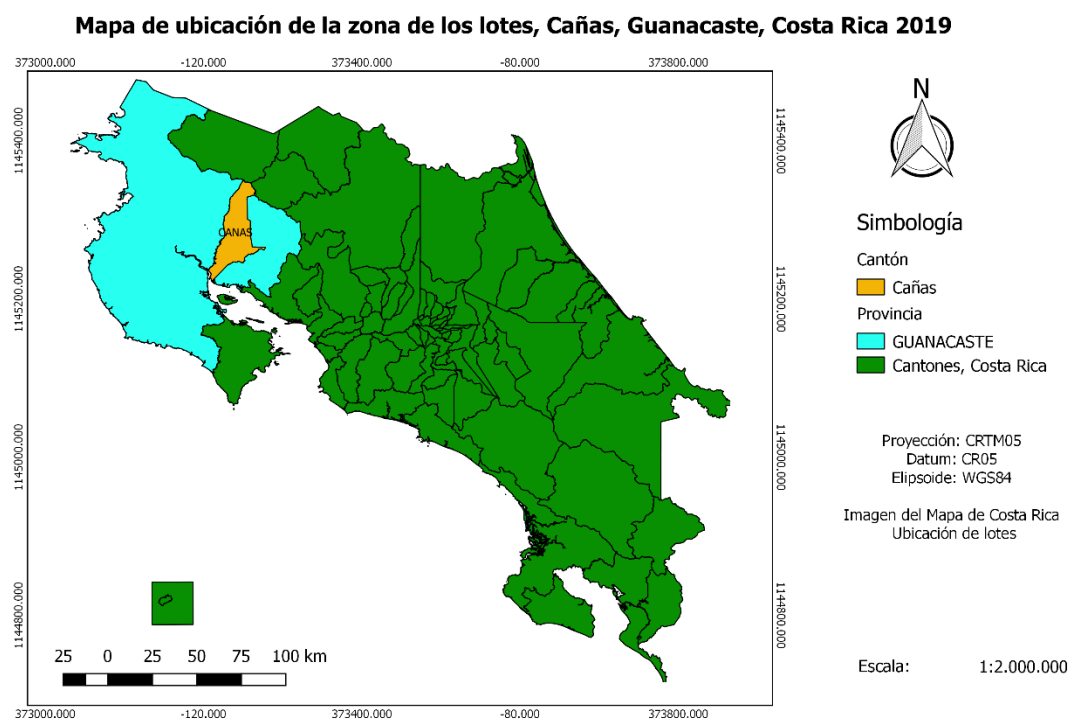 Mapa de ubicación de la zona de los lotes, Cañas, Guanacaste, Costa Rica 2019
373000.000 -120.000 373400.000 -80.000 373800.000
1145400.000
1145200.000
1145000.000
1144800.000
CANAS
25 0 25 50 75 100 km
1145400.000
1145200.000
1145000.000
1144800.000
373000.000 -120.000 373400.000 -80.000 373800.000
N
Simbología
Cantón
Cañas
Provincia
GUANACASTE
Cantones, Costa Rica
Proyección: CRTM05
Datum: CR05
Elipsoide: WGS84
Imagen del Mapa de Costa Rica
Ubicación de lotes
Escala: 1:2.000.000